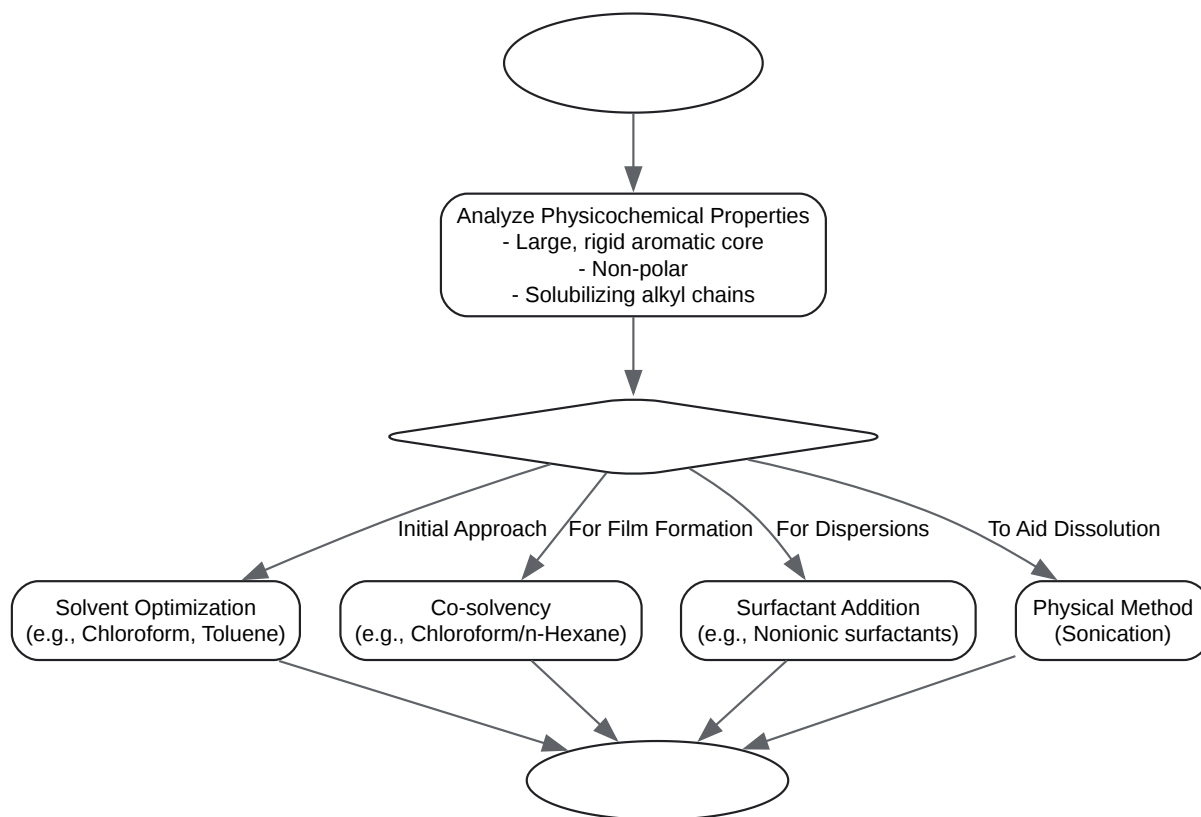 Analyze Physicochemical Properties
- Large, rigid aromatic core
- Non-polar
- Solubilizing alkyl chains
Initial Approach
For Film Formation
For Dispersions
To Aid Dissolution
Solvent Optimization
(e.g., Chloroform, Toluene)
Co-solvency
(e.g., Chloroform/n-Hexane)
Surfactant Addition
(e.g., Nonionic surfactants)
Physical Method
(Sonication)